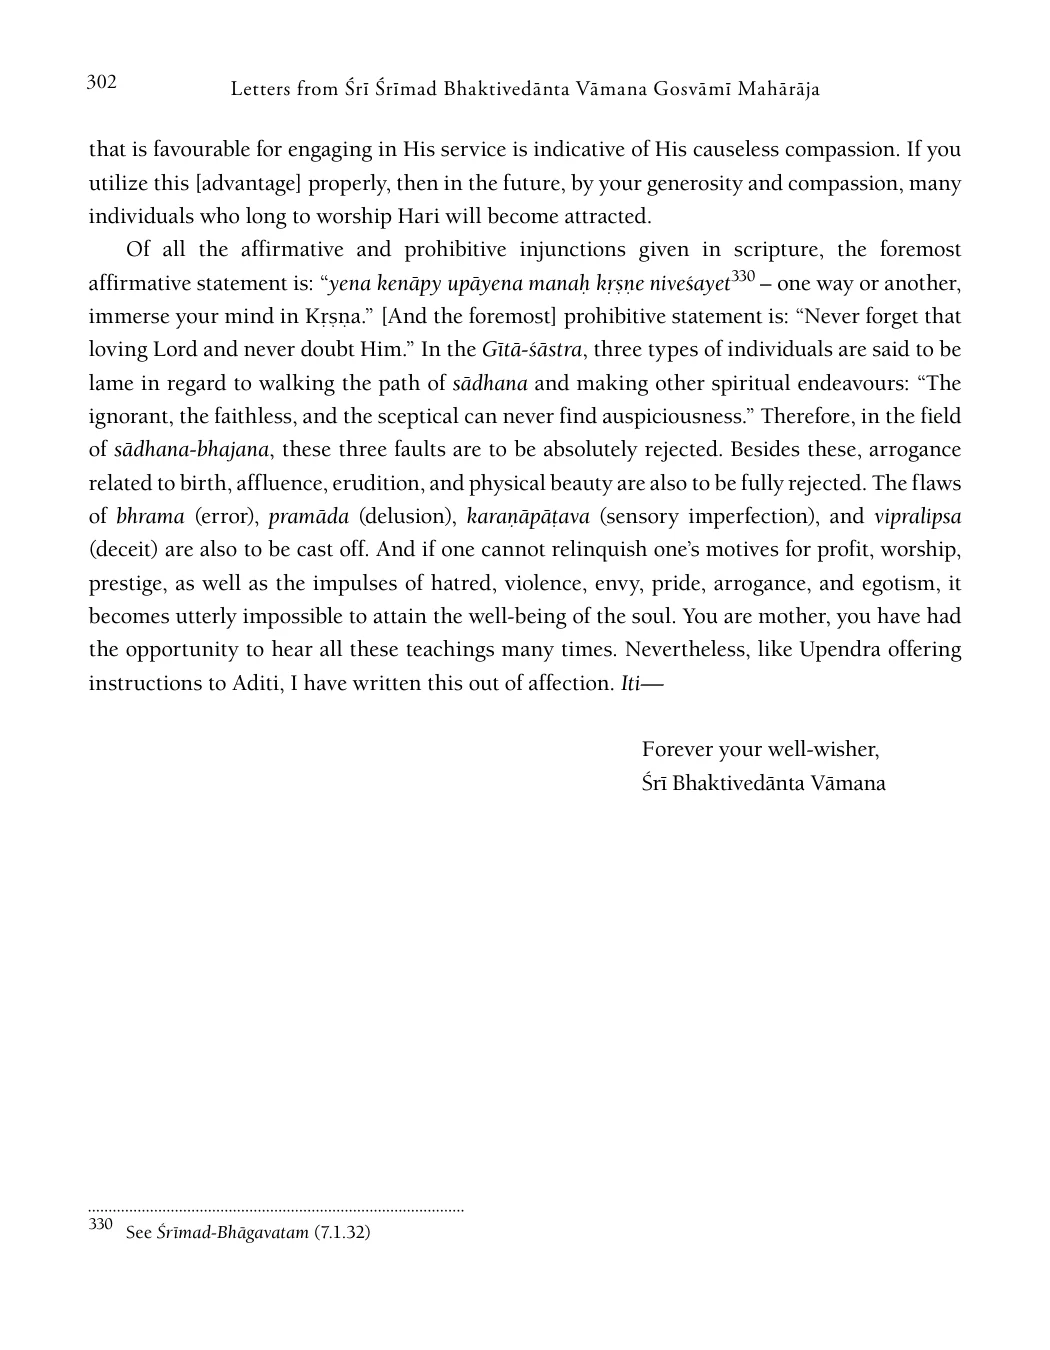 302
Letters from Śrī Śrīmad Bhaktivedānta Vāmana Gosvāmī Mahārāja
that is favourable for engaging in His service is indicative of His causeless compassion. If you
utilize this [advantage] properly, then in the future, by your generosity and compassion, many
individuals who long to worship Hari will become attracted.
Of all the affirmative and prohibitive injunctions given in scripture, the foremost
affirmative statement is: “yena kenāpy upāyena manaḥ kṛṣṇe niveśayet330 – one way or another,
immerse your mind in Kṛṣṇa.” [And the foremost] prohibitive statement is: “Never forget that
loving Lord and never doubt Him.” In the Gītā-śāstra, three types of individuals are said to be
lame in regard to walking the path of sādhana and making other spiritual endeavours: “The
ignorant, the faithless, and the sceptical can never find auspiciousness.” Therefore, in the field
of sādhana-bhajana, these three faults are to be absolutely rejected. Besides these, arrogance
related to birth, affluence, erudition, and physical beauty are also to be fully rejected. The flaws
of bhrama (error), pramāda (delusion), karaṇāpāṭava (sensory imperfection), and vipralipsa
(deceit) are also to be cast off. And if one cannot relinquish one’s motives for profit, worship,
prestige, as well as the impulses of hatred, violence, envy, pride, arrogance, and egotism, it
becomes utterly impossible to attain the well-being of the soul. You are mother, you have had
the opportunity to hear all these teachings many times. Nevertheless, like Upendra offering
instructions to Aditi, I have written this out of affection. Iti—
Forever your well-wisher,
Śrī Bhaktivedānta Vāmana
330 See Śrīmad-Bhāgavatam (7.1.32)